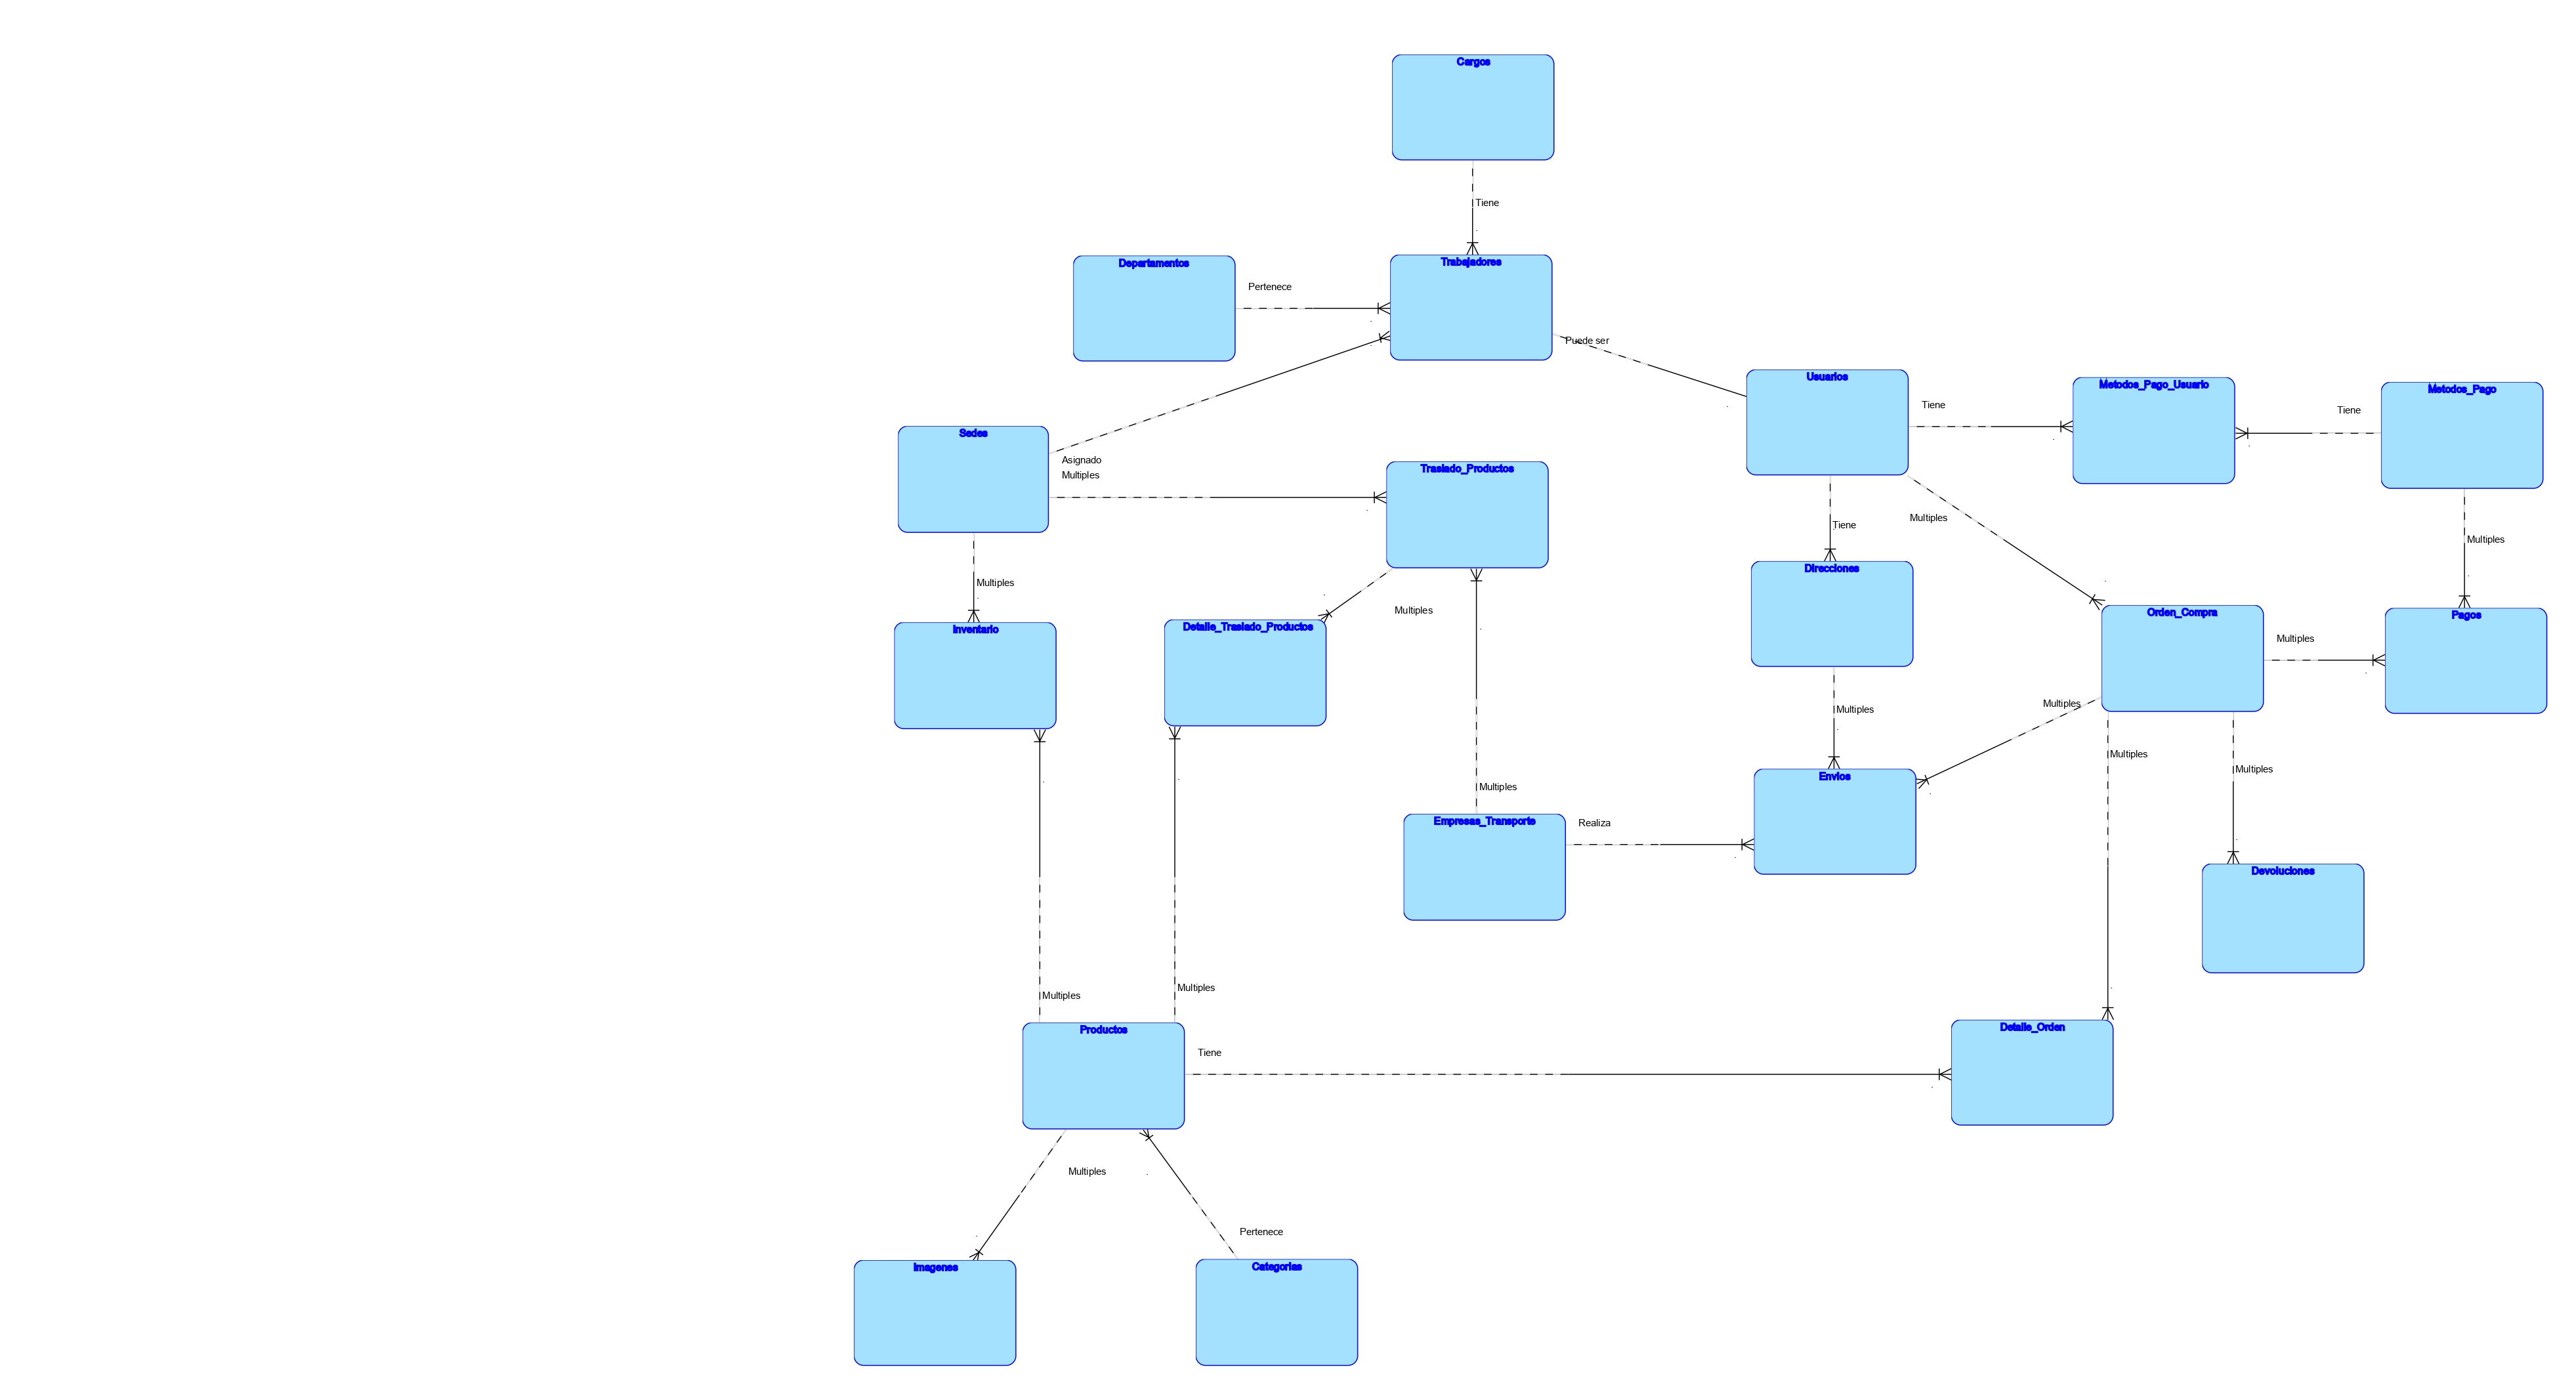 Cargos
Tiene
Departamentos
Trabajadores
Pertenece
Puede ser
Usuarios
Metodos_Pago_Usuario
Metodos_Pago
Tiene
Tiene
Sedes
Asignado
Multiples
Traslado_Productos
Multiples
Tiene
Multiples
Direcciones
Multiples
Multiples
Orden_Compra
Pagos
Inventario
Detalle_Traslado_Productos
Multiples
Multiples
Multiples
Multiples
Multiples
Envios
Multiples
Multiples
Empresas_Transporte
Realiza
Devoluciones
Multiples
Multiples
Productos
Detalle_Orden
Tiene
Multiples
Pertenece
Imagenes
Categorias